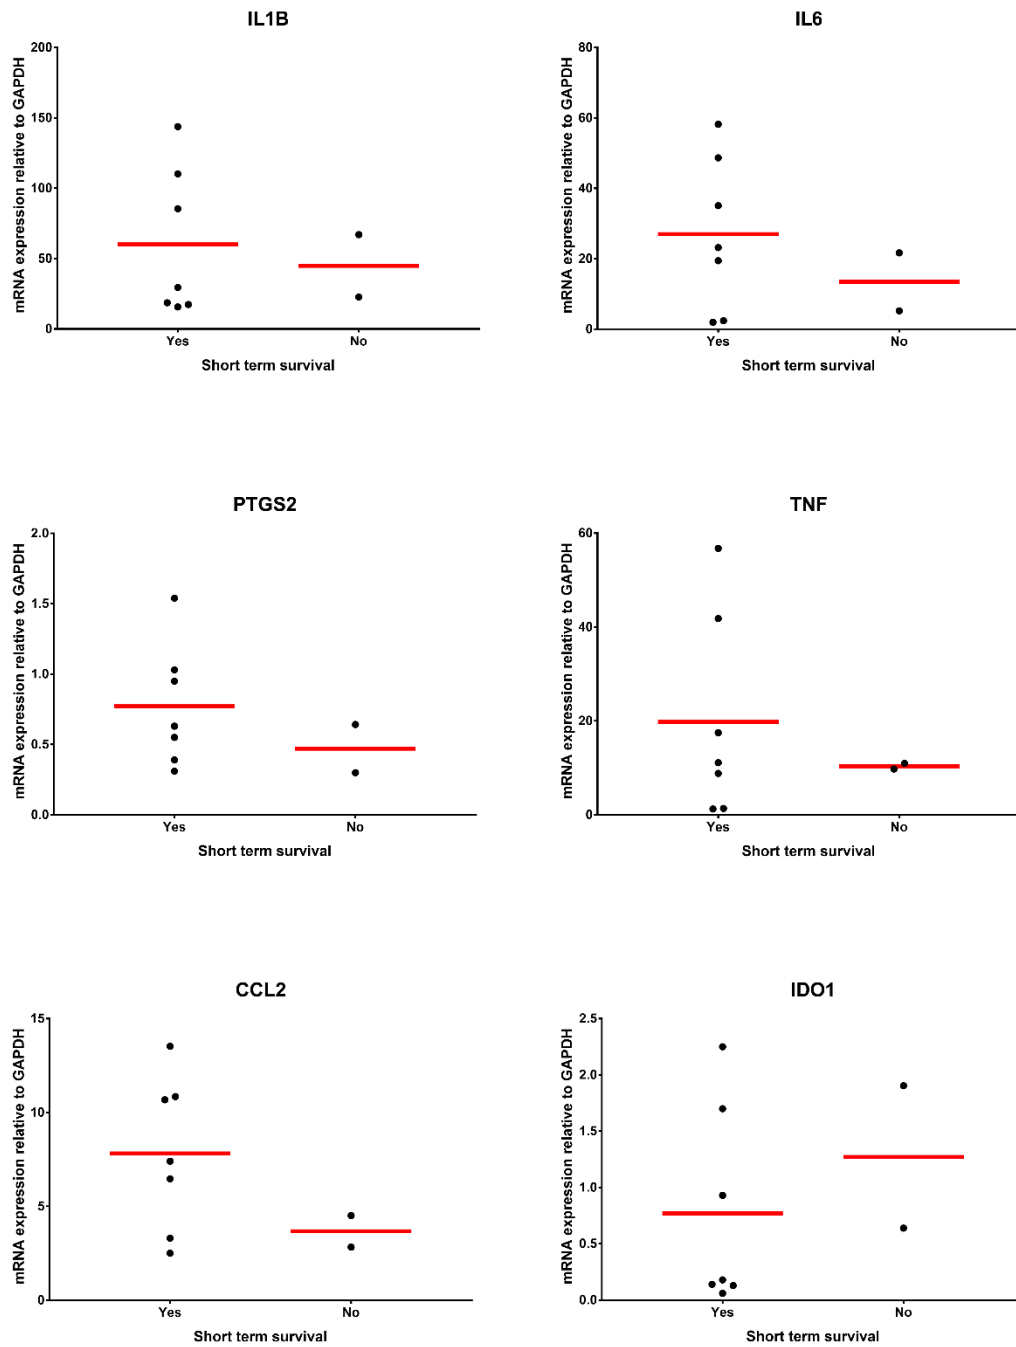 IL1B
mRNA expression relative to GAPDH
200
150
100
50
0
Yes
No
Short term survival
IL6
mRNA expression relative to GAPDH
80
60
40
20
0
Yes
No
Short term survival
PTGS2
mRNA expression relative to GAPDH
2.0
1.5
1.0
0.5
0.0
Yes
No
Short term survival
TNF
mRNA expression relative to GAPDH
60
40
20
0
Yes
No
Short term survival
CCL2
mRNA expression relative to GAPDH
15
10
5
0
Yes
No
Short term survival
IDO1
mRNA expression relative to GAPDH
2.5
2.0
1.5
1.0
0.5
0.0
Yes
No
Short term survival